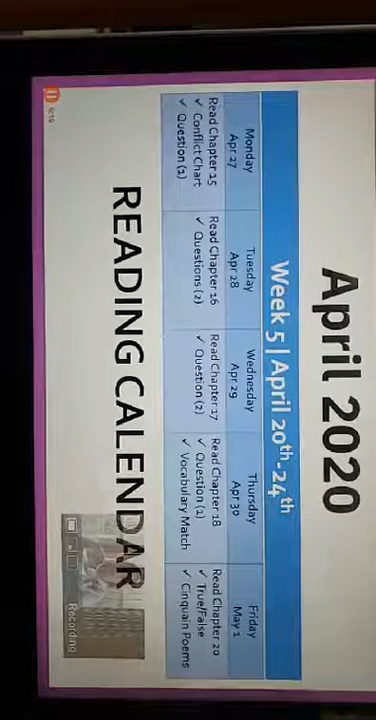 April 2020
Week 5 | April 20th-24th
Monday
Apr 27
Tuesday
Apr 28
Wednesday
Apr 29
Thursday
Apr 30
Friday
May 1
Read Chapter 15
✓ Conflict Chart
✓ Question (1)
Read Chapter 16
✓ Questions (2)
Read Chapter 17
✓ Question (2)
Read Chapter 18
✓ Question (1)
✓ Vocabulary Match
Read Chapter 20
✓ True/False
✓ Cinquain Poems
READING CALENDAR
Recording